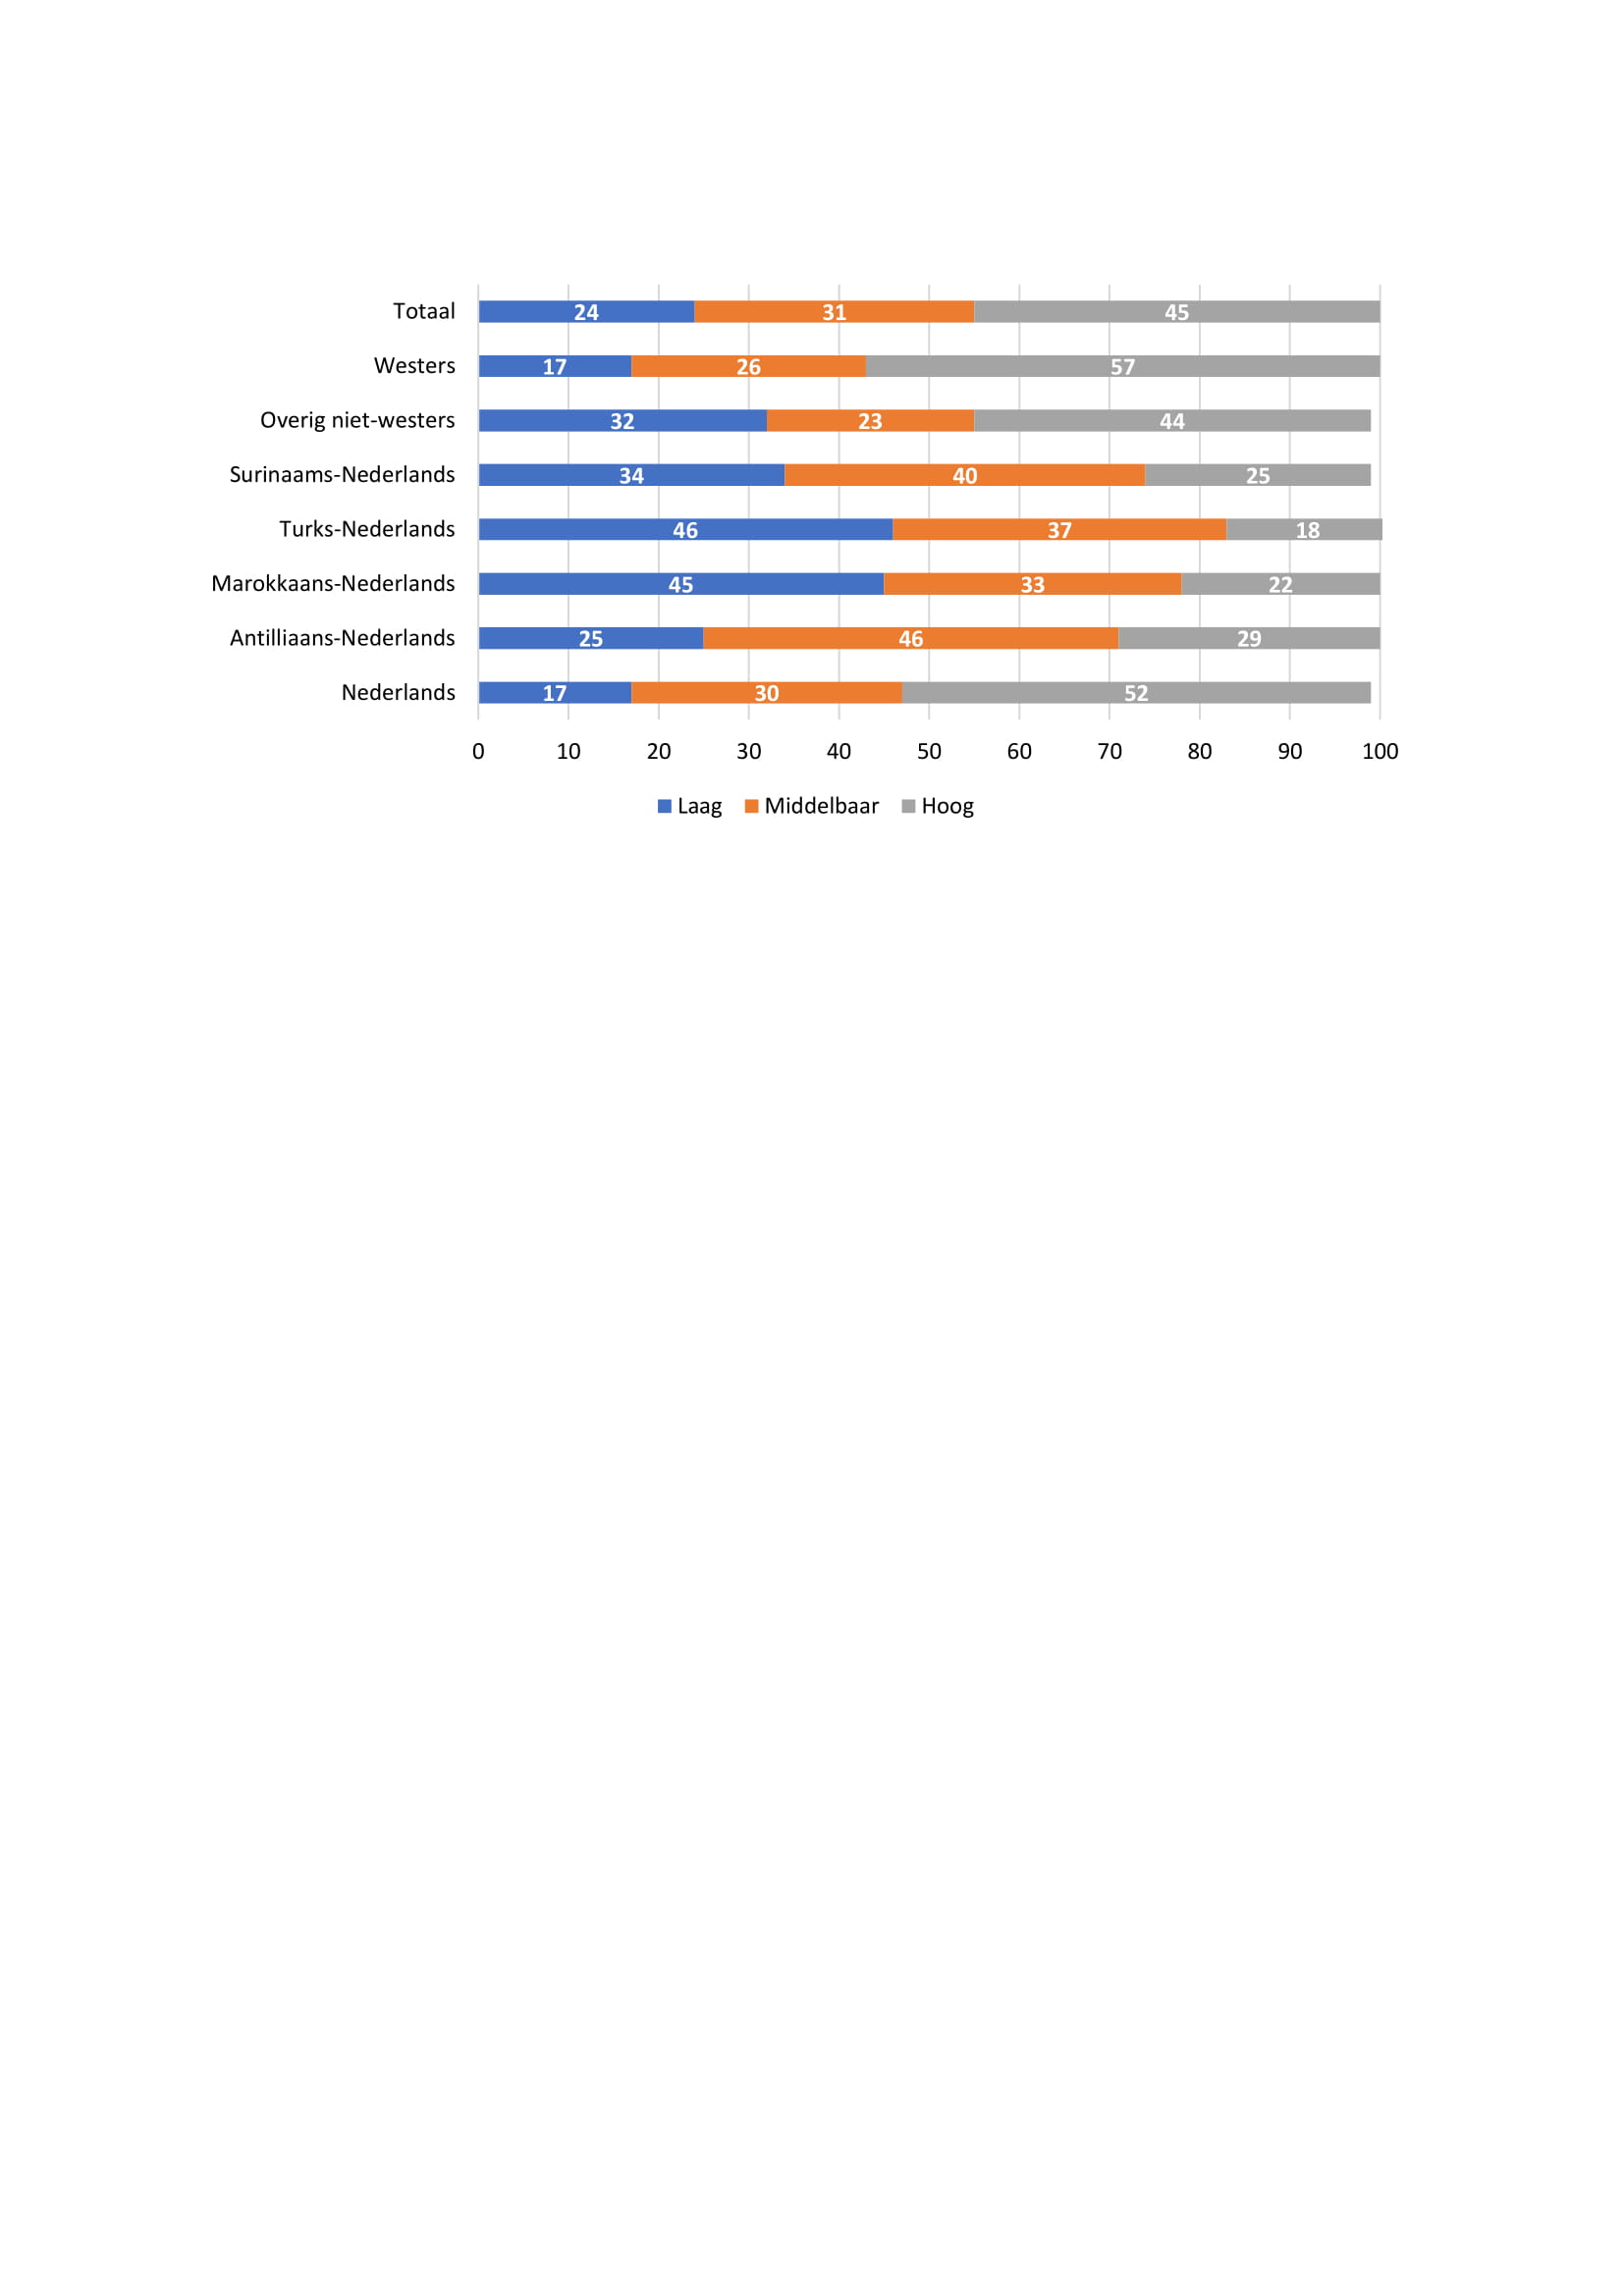 Totaal 24 31 45
Westers 17 26 57
Overig niet-westers 32 23 44
Surinaams-Nederlands 34 40 25
Turks-Nederlands 46 37 18
Marokkaans-Nederlands 45 33 22
Antilliaans-Nederlands 25 46 29
Nederlands 17 30 52
0 10 20 30 40 50 60 70 80 90 100
Laag Middelbaar Hoog